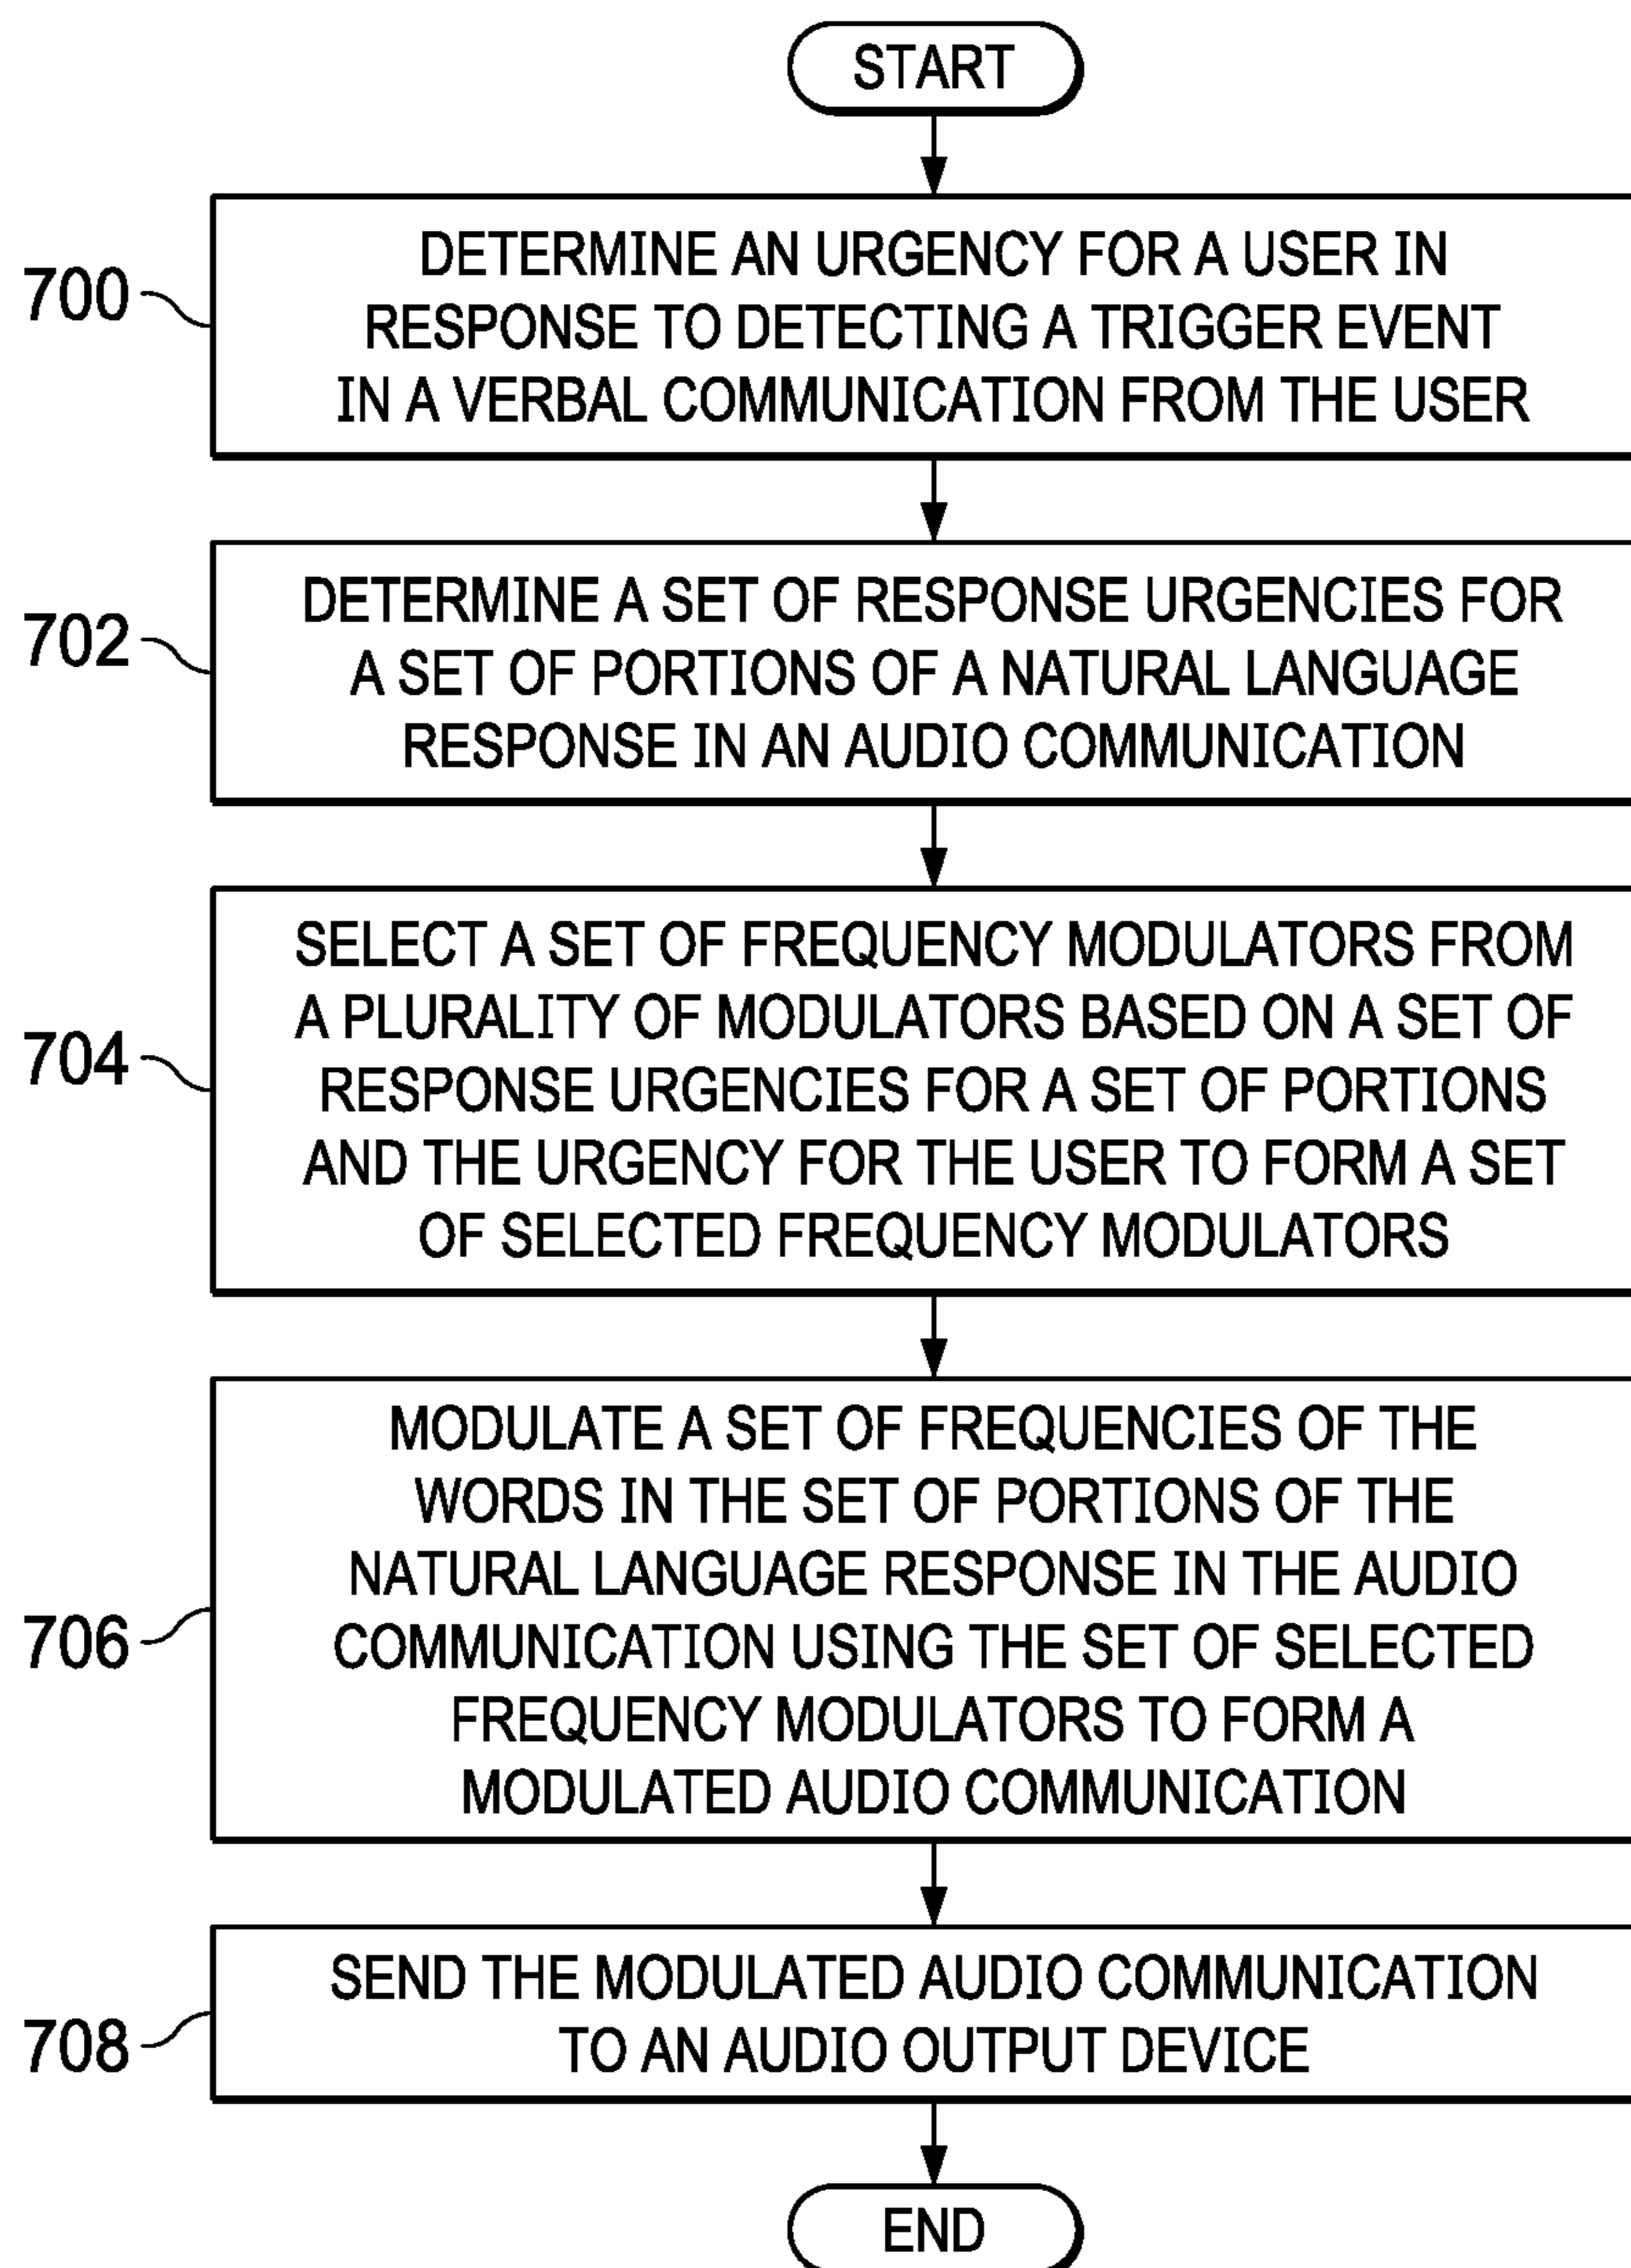 START
700
DETERMINE AN URGENCY FOR A USER IN
RESPONSE TO DETECTING A TRIGGER EVENT
IN A VERBAL COMMUNICATION FROM THE USER
702
DETERMINE A SET OF RESPONSE URGENCIES FOR
A SET OF PORTIONS OF A NATURAL LANGUAGE
RESPONSE IN AN AUDIO COMMUNICATION
704
SELECT A SET OF FREQUENCY MODULATORS FROM
A PLURALITY OF MODULATORS BASED ON A SET OF
RESPONSE URGENCIES FOR A SET OF PORTIONS
AND THE URGENCY FOR THE USER TO FORM A SET
OF SELECTED FREQUENCY MODULATORS
706
MODULATE A SET OF FREQUENCIES OF THE
WORDS IN THE SET OF PORTIONS OF THE
NATURAL LANGUAGE RESPONSE IN THE AUDIO
COMMUNICATION USING THE SET OF SELECTED
FREQUENCY MODULATORS TO FORM A
MODULATED AUDIO COMMUNICATION
708
SEND THE MODULATED AUDIO COMMUNICATION
TO AN AUDIO OUTPUT DEVICE
END